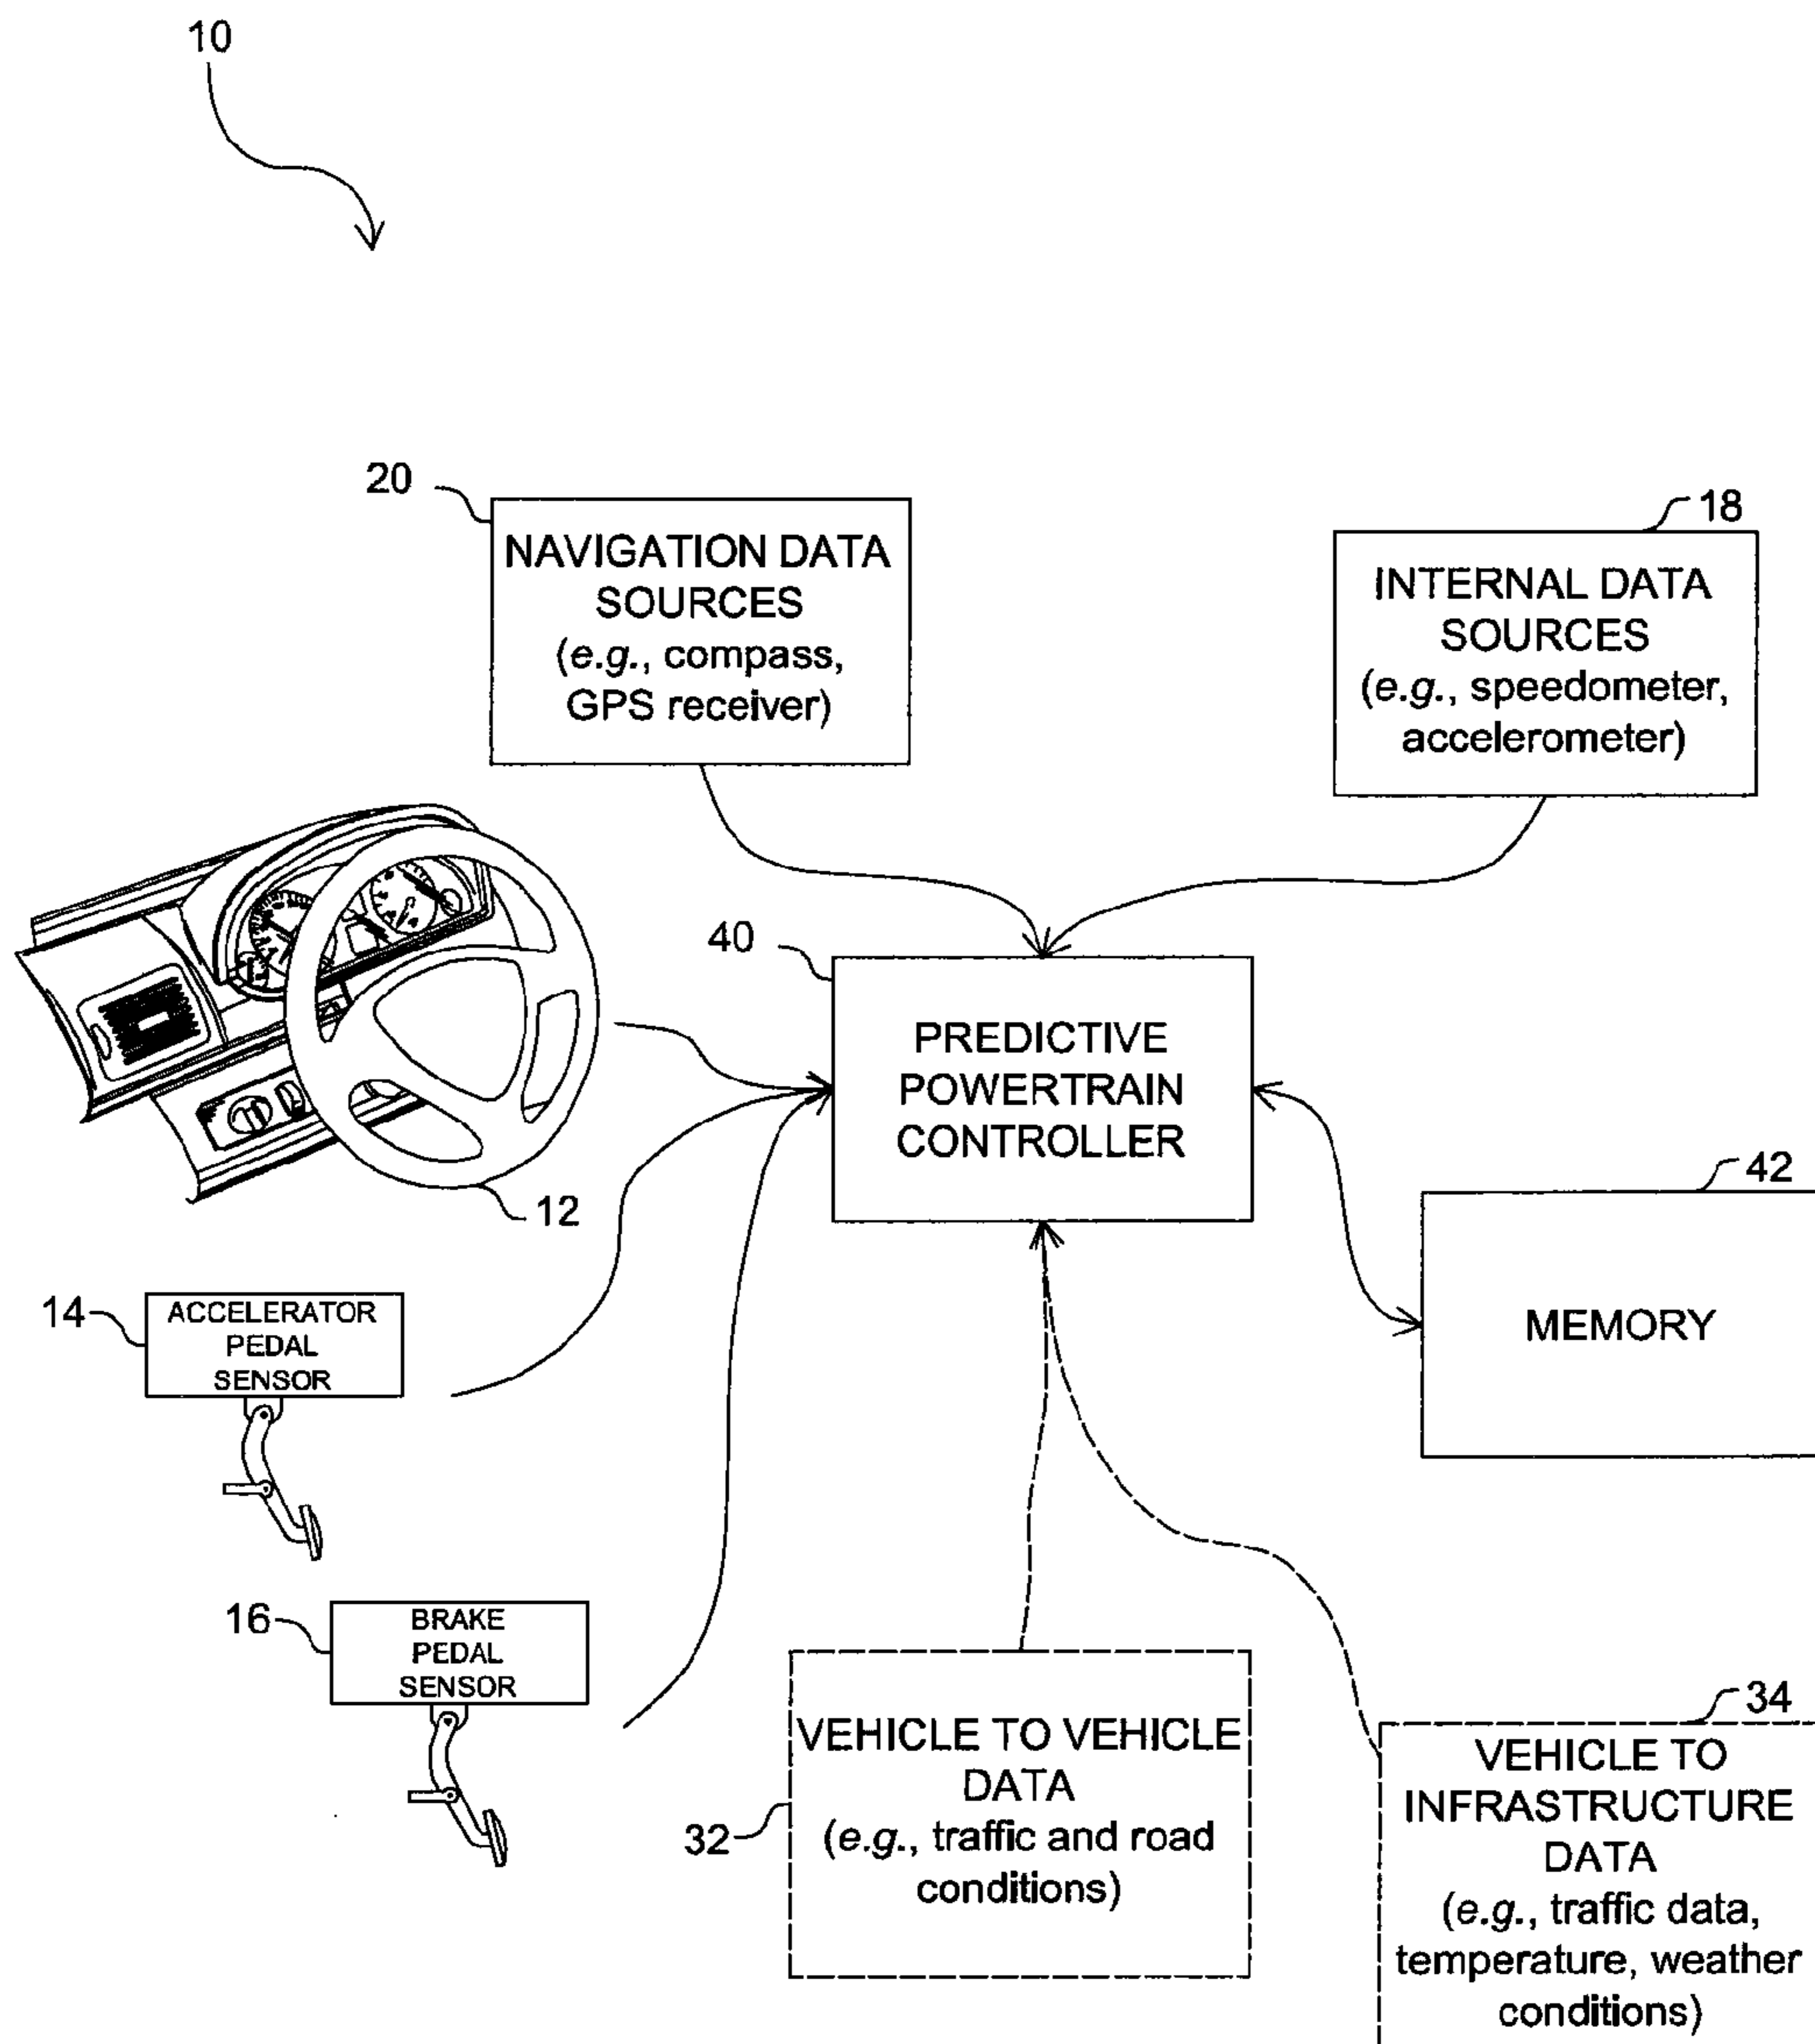 10
20
NAVIGATION DATA
SOURCES
(e.g., compass,
GPS receiver)
18
INTERNAL DATA
SOURCES
(e.g., speedometer,
accelerometer)
40
PREDICTIVE
POWERTRAIN
CONTROLLER
12
42
MEMORY
14
ACCELERATOR
PEDAL
SENSOR
16
BRAKE
PEDAL
SENSOR
32
VEHICLE TO VEHICLE
DATA
(e.g., traffic and road
conditions)
34
VEHICLE TO
INFRASTRUCTURE
DATA
(e.g., traffic data,
temperature, weather
conditions)